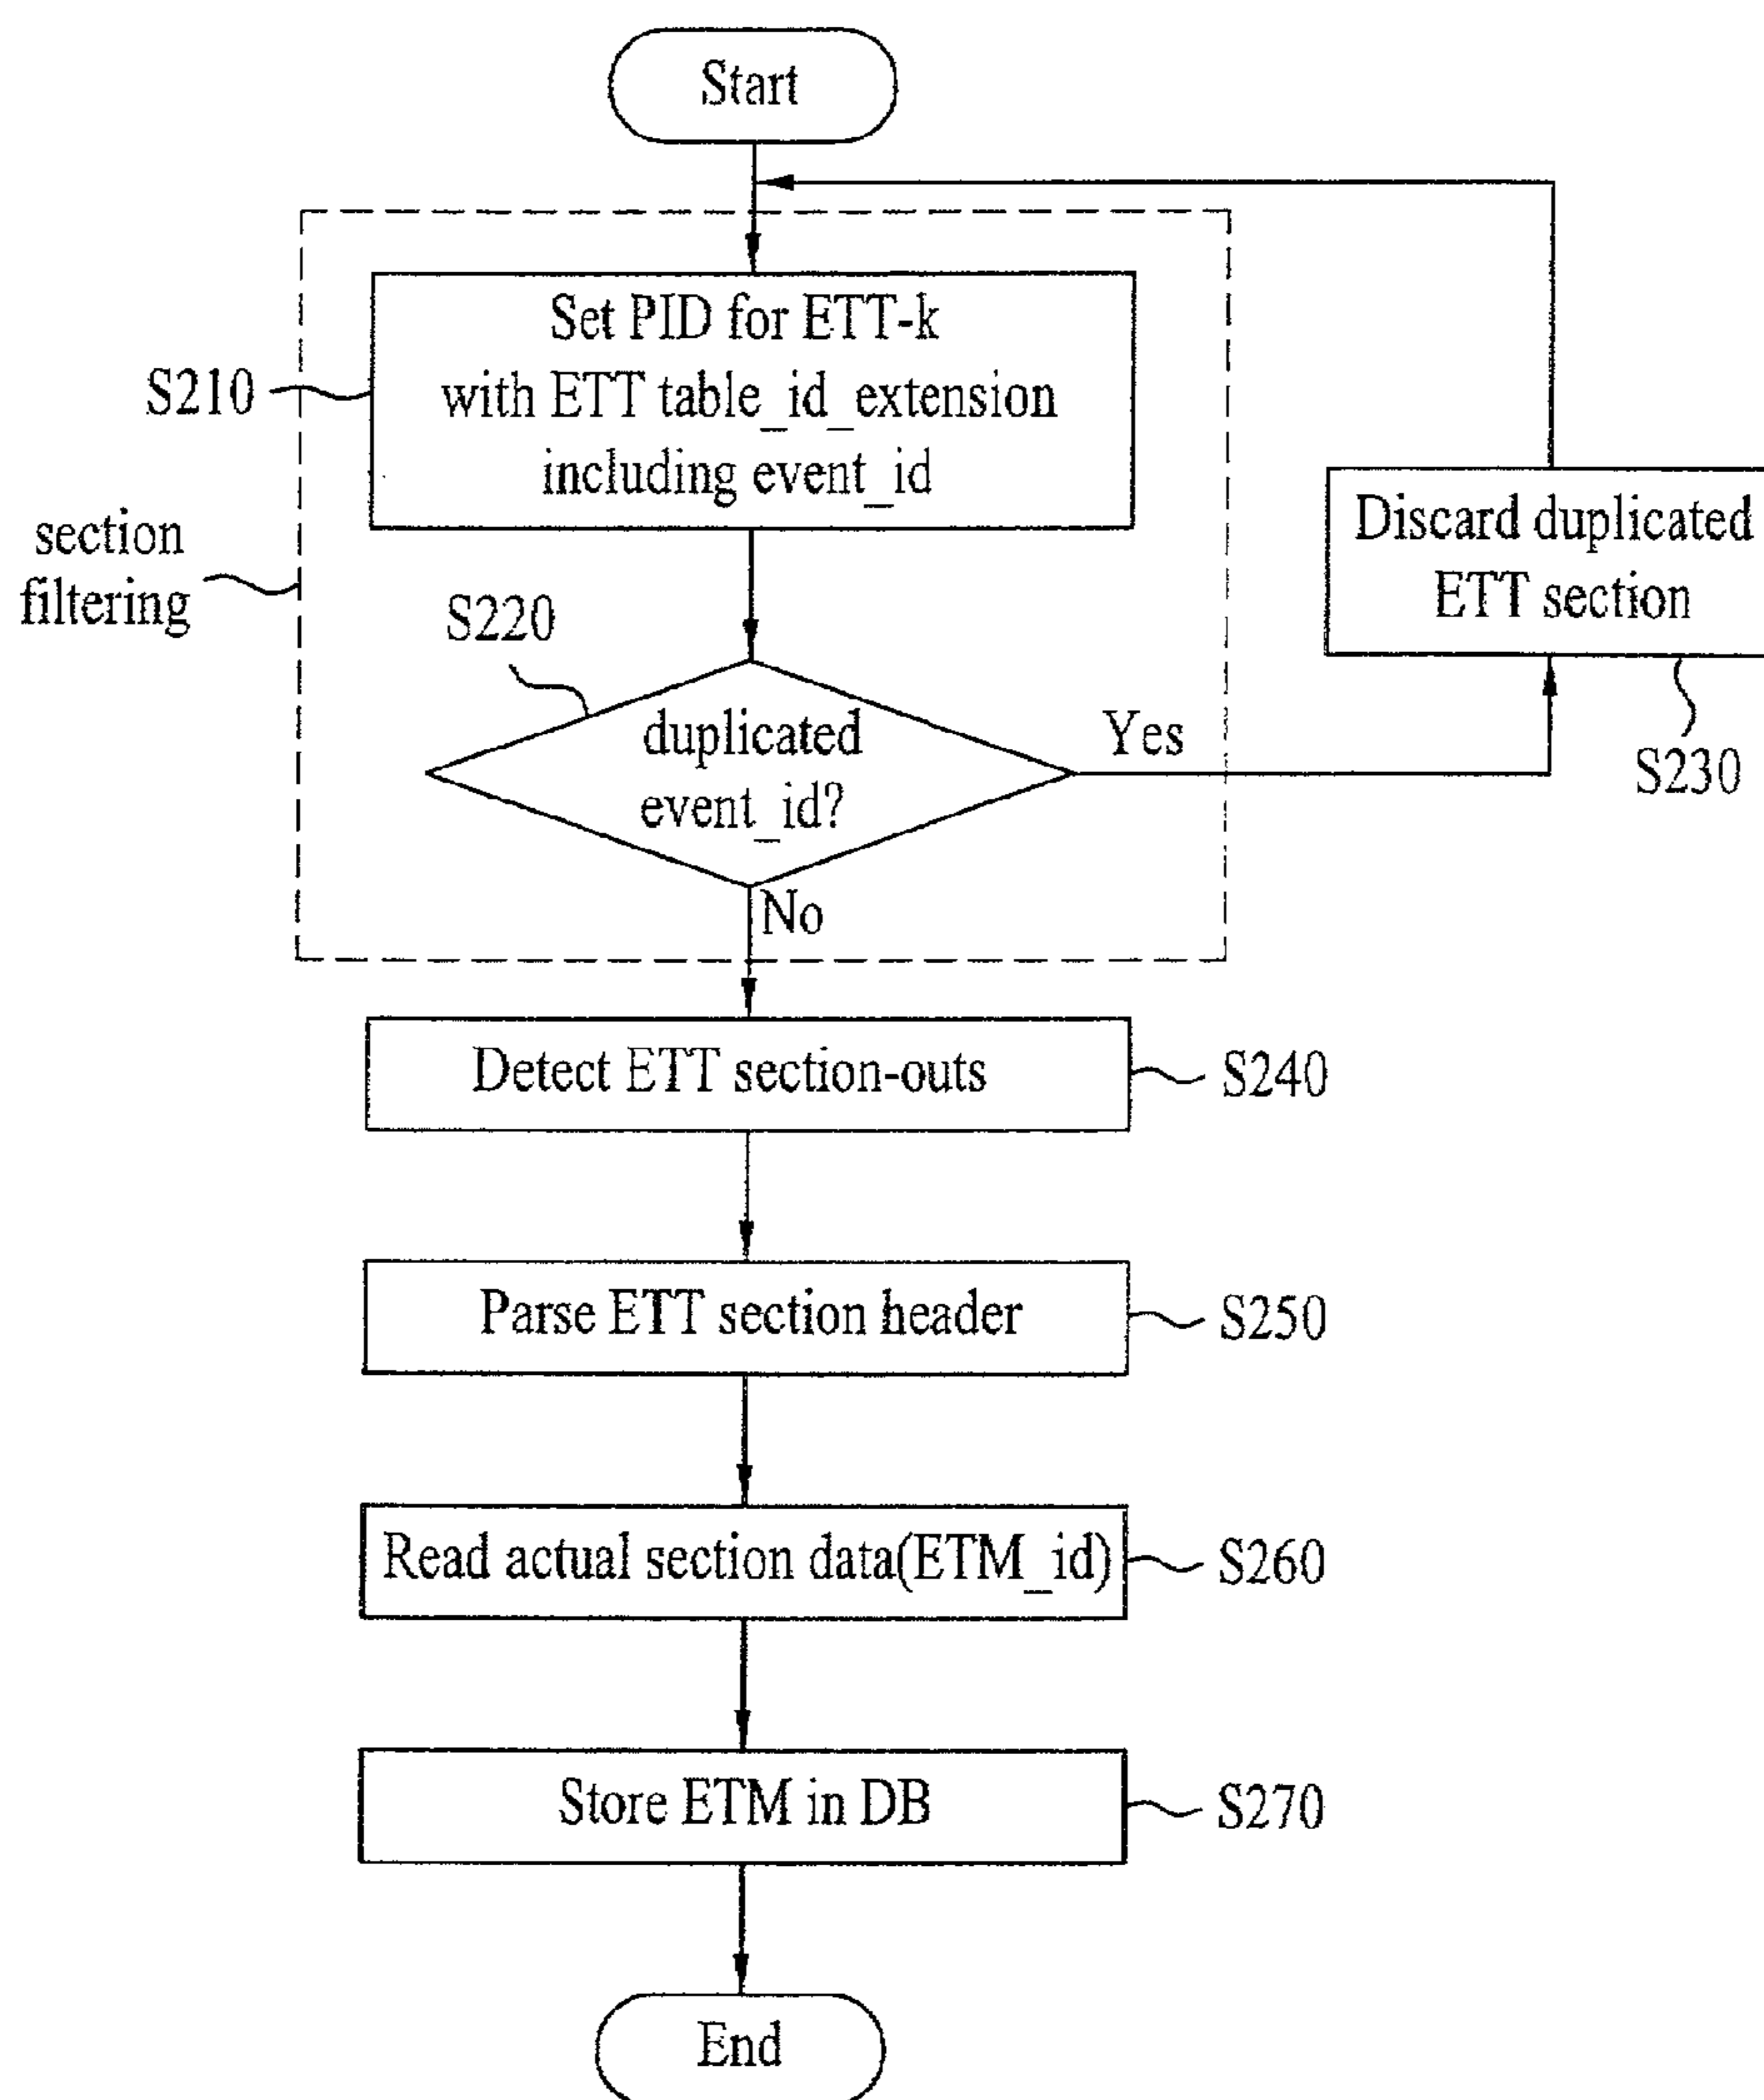 Start
Set PID for ETT-k
S210
with ETT table_id_extension
including event_id
section
filtering
Discard duplicated
ETT section
S220
duplicated
event_id?
Yes
S230
No
Detect ETT section-outs
S240
Parse ETT section header
S250
Read actual section data(ETM_id)
S260
Store ETM in DB
S270
End